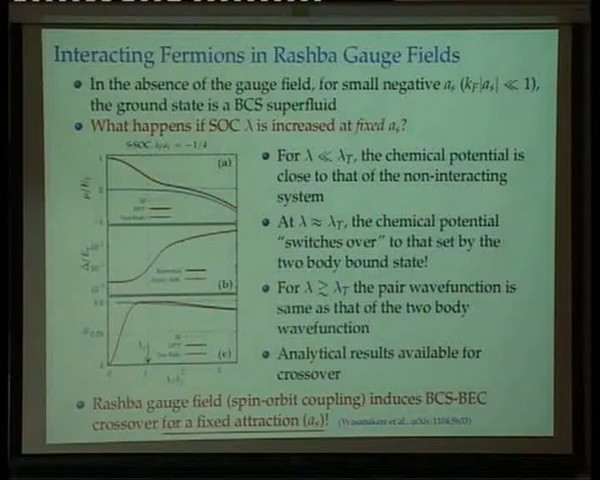 Interacting Fermions in Rashba Gauge Fields
In the absence of the gauge field, for small negative aₛ (k_F|aₛ| ≪ 1),
the ground state is a BCS superfluid
What happens if SOC λ is increased at fixed aₛ?
(a)
(b)
(c)
For λ ≪ λ_T, the chemical potential is
close to that of the non-interacting
system
At λ ≈ λ_T, the chemical potential
"switches over" to that set by the
two body bound state!
For λ ≳ λ_T the pair wavefunction is
same as that of the two body
wavefunction
Analytical results available for
crossover
Rashba gauge field (spin-orbit coupling) induces BCS-BEC
crossover for a fixed attraction (aₛ)!